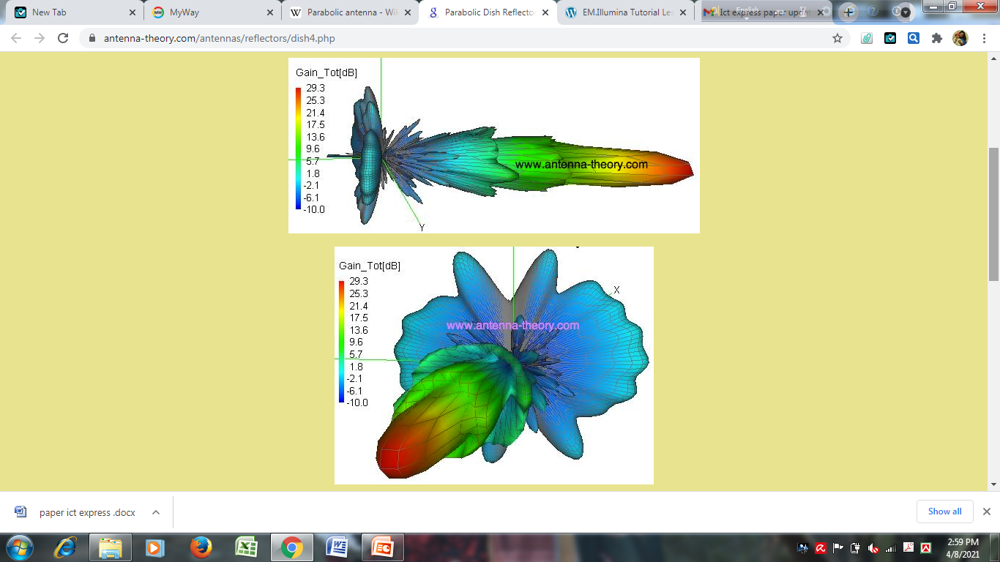 New Tab
MyWay
Parabolic antenna - Wi
Parabolic Dish Reflecto
EM.Illumina Tutorial Les
Ict express paper upda
English
antenna-theory.com/antennas/reflectors/dish4.php
Gain_Tot[dB]
29.3
25.3
21.4
17.5
13.6
9.6
5.7
1.8
-2.1
-6.1
-10.0
www.antenna-theory.com
Y
Gain_Tot[dB]
29.3
25.3
21.4
17.5
13.6
9.6
5.7
1.8
-2.1
-6.1
-10.0
X
www.antenna-theory.com
paper ict express .docx
Show all
2:59 PM
4/8/2021